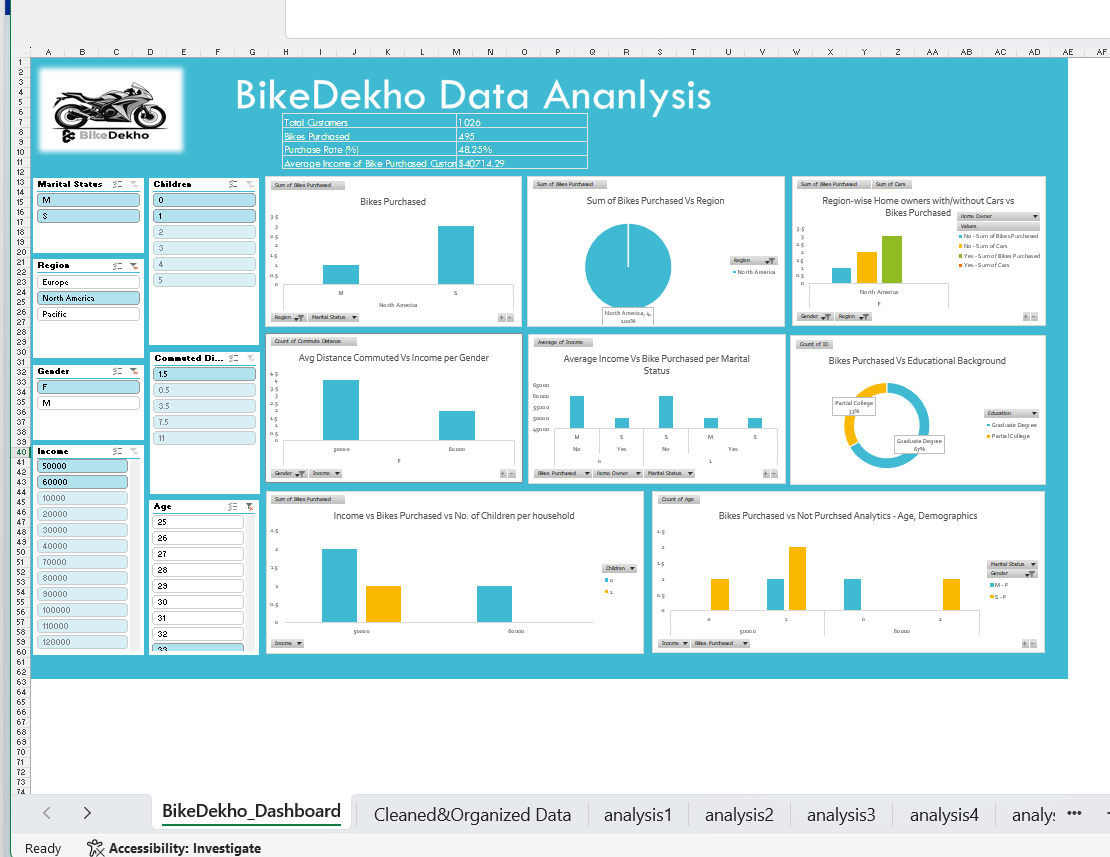 A B C D E F G H I J K L M N O P Q R S T U V W X Y Z AA AB AC AD AE AF
BikeDekho
BikeDekho Data Ananlysis
Total Customers 1026
Bikes Purchased 495
Purchase Rate (%) 48.25%
Average Income of Bike Purchased Custon $40714.29
Marital Status
M
S
Region
Europe
North America
Pacific
Gender
F
M
Income
50000
60000
10000
20000
30000
40000
70000
80000
90000
100000
110000
120000
Children
0
1
2
3
4
5
Commuted Di...
1.5
0.5
3.5
7.5
11
Age
25
26
27
28
29
30
31
32
33
Sum of Bikes Purchased
Bikes Purchased
3.5
3
2.5
2
1.5
1
0.5
0
M S
North America
Region Marital Status
Sum of Bikes Purchased
Sum of Bikes Purchased Vs Region
Region
North America
North America, 4,
100%
Sum of Bikes Purchased Sum of Cars
Region-wise Home owners with/without Cars vs
Bikes Purchased
Home Owner
Values
No - Sum of Bikes Purchased
No - Sum of Cars
Yes - Sum of Bikes Purchased
Yes - Sum of Cars
3.5
3
2.5
2
1.5
1
0.5
0
North America
F
Gender Region
Count of Commute Distance
Avg Distance Commuted Vs Income per Gender
4.5
4
3.5
3
2.5
2
1.5
1
0.5
0
50000 60000
F
Gender Income
Average of Income
Average Income Vs Bike Purchased per Marital
Status
65000
60000
55000
50000
45000
M S S M S
No Yes No Yes
0 1
Bikes Purchased Home Owner Marital Status
Count of ID
Bikes Purchased Vs Educational Background
Partial College
33%
Graduate Degree
67%
Education
Graduate Degree
Partial College
Sum of Bikes Purchased
Income vs Bikes Purchased vs No. of Children per household
2.5
2
1.5
1
0.5
0
50000 60000
Children
0
1
Income
Count of Age
Bikes Purchased vs Not Purchsed Analytics - Age, Demographics
2.5
2
1.5
1
0.5
0
0 1 0 1
50000 60000
Marital Status
Gender
M - F
S - F
Income Bikes Purchased
BikeDekho_Dashboard Cleaned&Organized Data analysis1 analysis2 analysis3 analysis4 analys
Ready Accessibility: Investigate